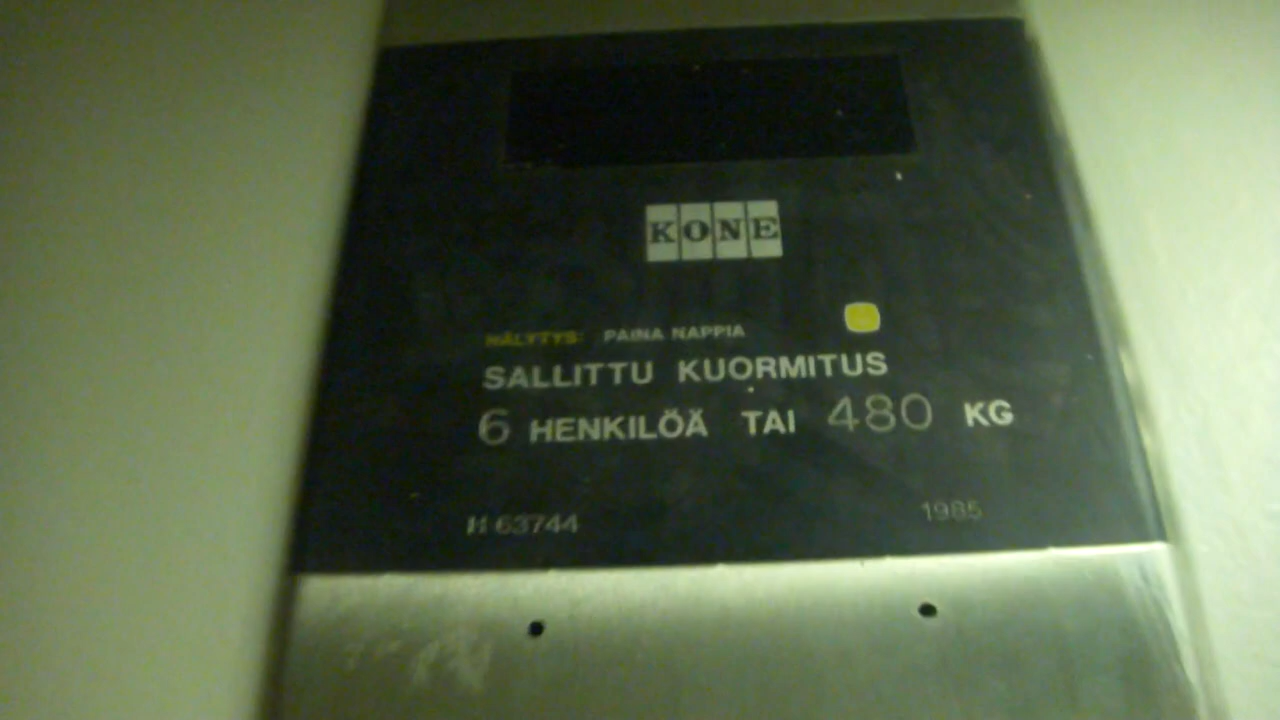 KONE
HÄLYTYS: PAINA NAPPIA
SALLITTU KUORMITUS
6 HENKILÖÄ TAI 480 KG
H 63744 1985